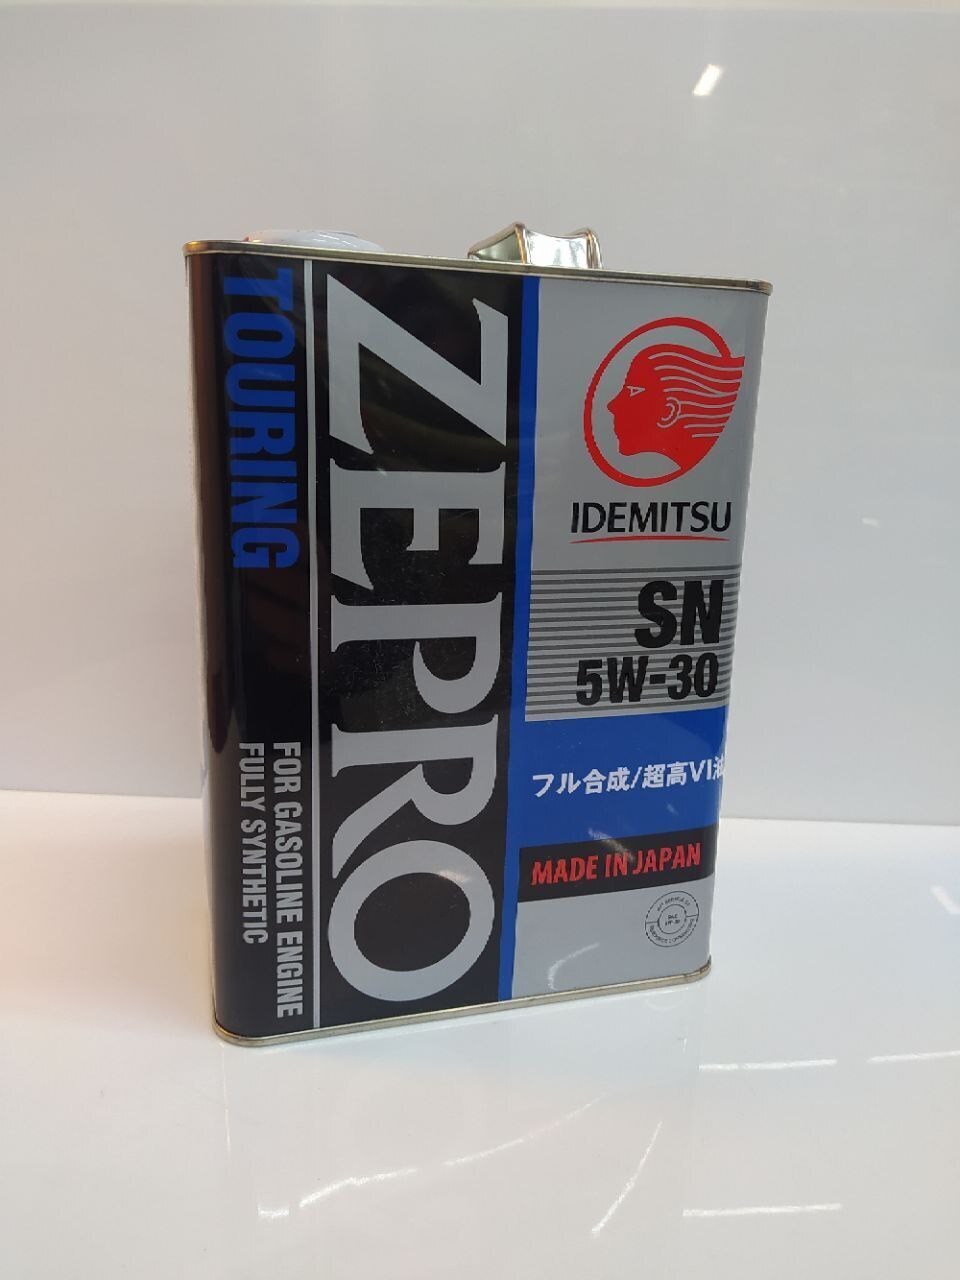 TOURING
ZEPRO
FOR GASOLINE ENGINE
FULLY SYNTHETIC
IDEMITSU
SN
5W-30
フル合成/超高VI油
MADE IN JAPAN